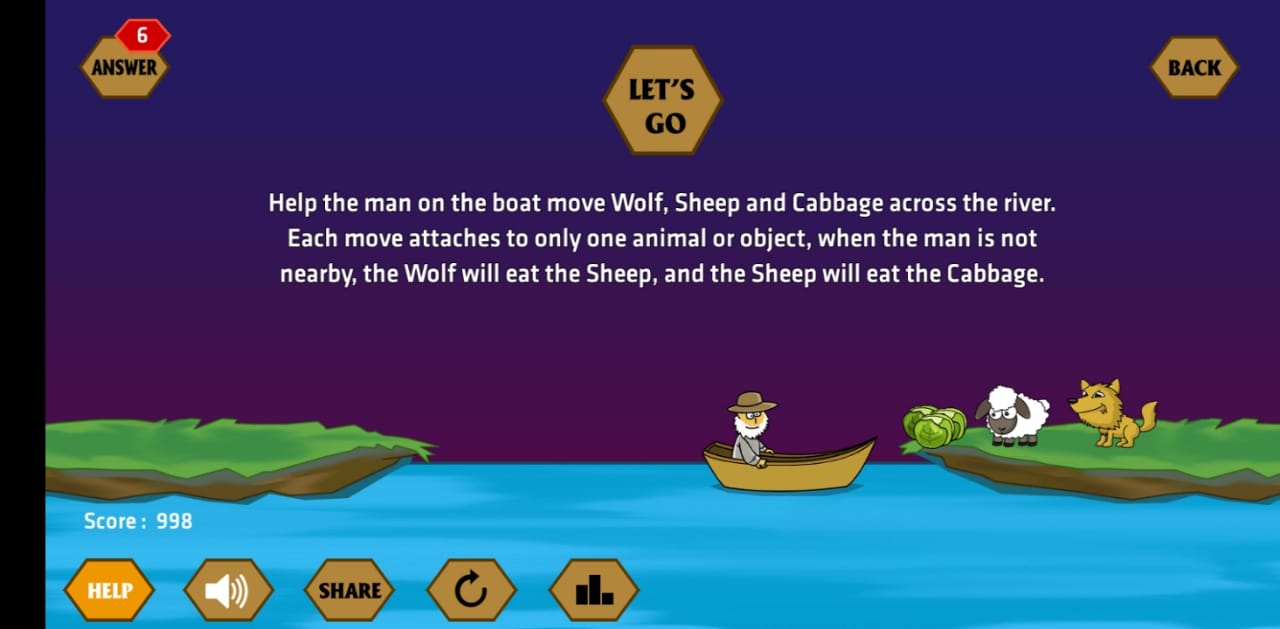 6
ANSWER
LET'S
GO
BACK
Help the man on the boat move Wolf, Sheep and Cabbage across the river.
Each move attaches to only one animal or object, when the man is not
nearby, the Wolf will eat the Sheep, and the Sheep will eat the Cabbage.
Score : 998
HELP
SHARE